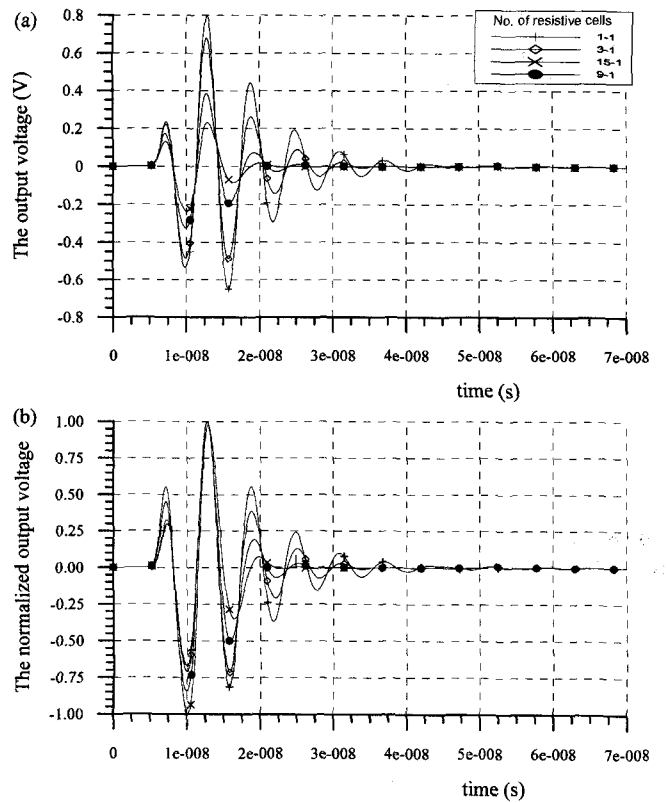 (a)
No. of resistive cells
1-1
3-1
15-1
9-1
The output voltage (V)
0.8
0.6
0.4
0.2
0
-0.2
-0.4
-0.6
-0.8
0 1e-008 2e-008 3e-008 4e-008 5e-008 6e-008 7e-008
time (s)
(b)
The normalized output voltage
1.00
0.75
0.50
0.25
0.00
-0.25
-0.50
-0.75
-1.00
0 1e-008 2e-008 3e-008 4e-008 5e-008 6e-008 7e-008
time (s)